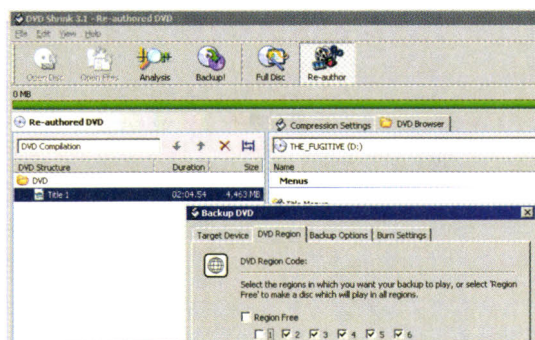 DVD Shrink 3.1 - Re-authored DVD
File Edit View Help
Open Disc Open Files Analysis Backup! Full Disc Re-author
0 MB
Re-authored DVD
Compression Settings DVD Browser
DVD Compilation
THE_FUGITIVE (D:)
DVD Structure Duration Size
Name
DVD
Menus
Title 1 02:04.54 4,463 MB
Title Menus
Backup DVD
Target Device DVD Region Backup Options Burn Settings
DVD Region Code:
Select the regions in which you want your backup to play, or select 'Region
Free' to make a disc which will play in all regions.
Region Free
1 2 3 4 5 6